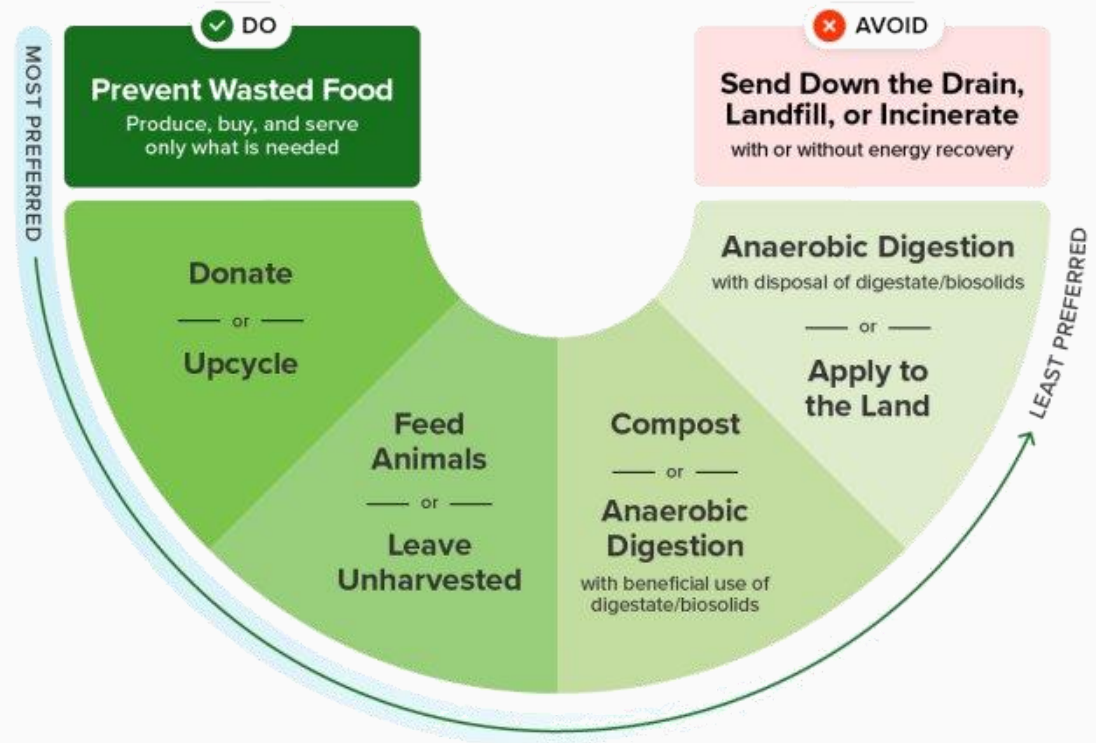 DO
MOST PREFERRED
Prevent Wasted Food
Produce, buy, and serve
only what is needed
Donate
or
Upcycle
Feed
Animals
or
Leave
Unharvested
Compost
or
Anaerobic
Digestion
with beneficial use of
digestate/biosolids
Anaerobic Digestion
with disposal of digestate/biosolids
or
Apply to
the Land
LEAST PREFERRED
AVOID
Send Down the Drain,
Landfill, or Incinerate
with or without energy recovery